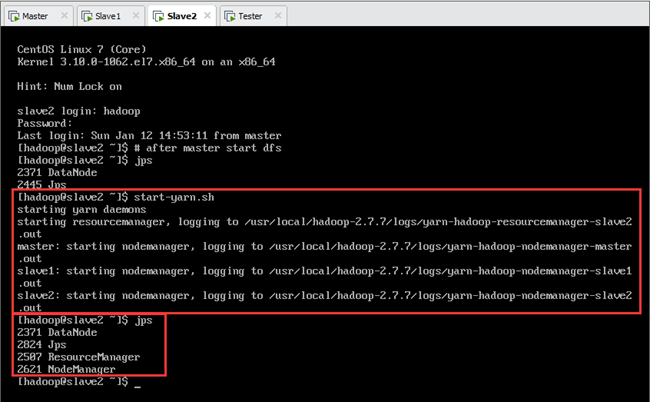 Master Slave1 Slave2 Tester
CentOS Linux 7 (Core)
Kernel 3.10.0-1062.el7.x86_64 on an x86_64
Hint: Num Lock on
slave2 login: hadoop
Password:
Last login: Sun Jan 12 14:53:11 from master
[hadoop@slave2 ~]$ # after master start dfs
[hadoop@slave2 ~]$ jps
2371 DataNode
2445 Jps
[hadoop@slave2 ~]$ start-yarn.sh
starting yarn daemons
starting resourcemanager, logging to /usr/local/hadoop-2.7.7/logs/yarn-hadoop-resourcemanager-slave2
.out
master: starting nodemanager, logging to /usr/local/hadoop-2.7.7/logs/yarn-hadoop-nodemanager-master
.out
slave1: starting nodemanager, logging to /usr/local/hadoop-2.7.7/logs/yarn-hadoop-nodemanager-slave1
.out
slave2: starting nodemanager, logging to /usr/local/hadoop-2.7.7/logs/yarn-hadoop-nodemanager-slave2
.out
[hadoop@slave2 ~]$ jps
2371 DataNode
2824 Jps
2507 ResourceManager
2621 NodeManager
[hadoop@slave2 ~]$ _